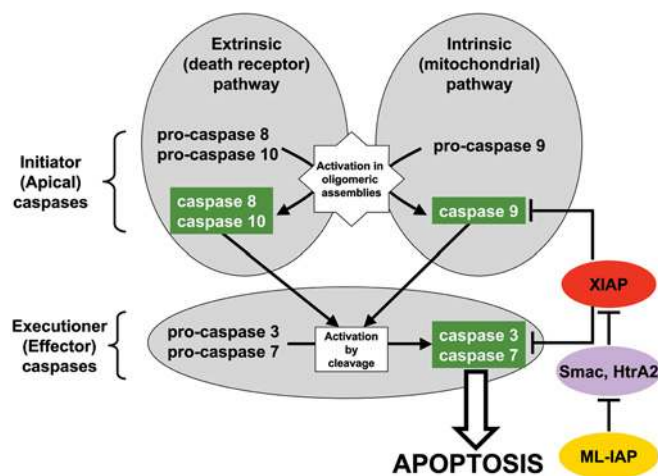 Extrinsic
(death receptor)
pathway
Intrinsic
(mitochondrial)
pathway
Initiator
(Apical)
caspases
pro-caspase 8
pro-caspase 10
Activation in
oligomeric
assemblies
pro-caspase 9
caspase 8
caspase 10
caspase 9
XIAP
Executioner
(Effector)
caspases
pro-caspase 3
pro-caspase 7
Activation
by
cleavage
caspase 3
caspase 7
Smac, HtrA2
APOPTOSIS
ML-IAP